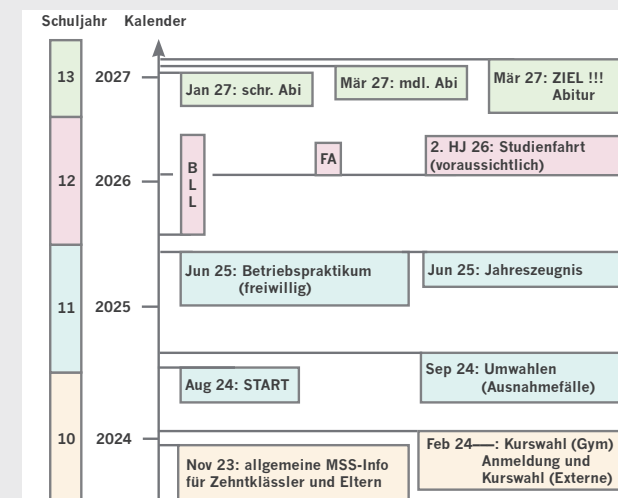 Schuljahr Kalender
13
2027
Jan 27: schr. Abi
Mär 27: mdl. Abi
Mär 27: ZIEL !!!
Abitur
12
2026
B
L
L
FA
2. HJ 26: Studienfahrt
(voraussichtlich)
11
2025
Jun 25: Betriebspraktikum
(freiwillig)
Jun 25: Jahreszeugnis
Aug 24: START
Sep 24: Umwahlen
(Ausnahmefälle)
10
2024
Nov 23: allgemeine MSS-Info
für Zehntklässler und Eltern
Feb 24——: Kurswahl (Gym)
Anmeldung und
Kurswahl (Externe)